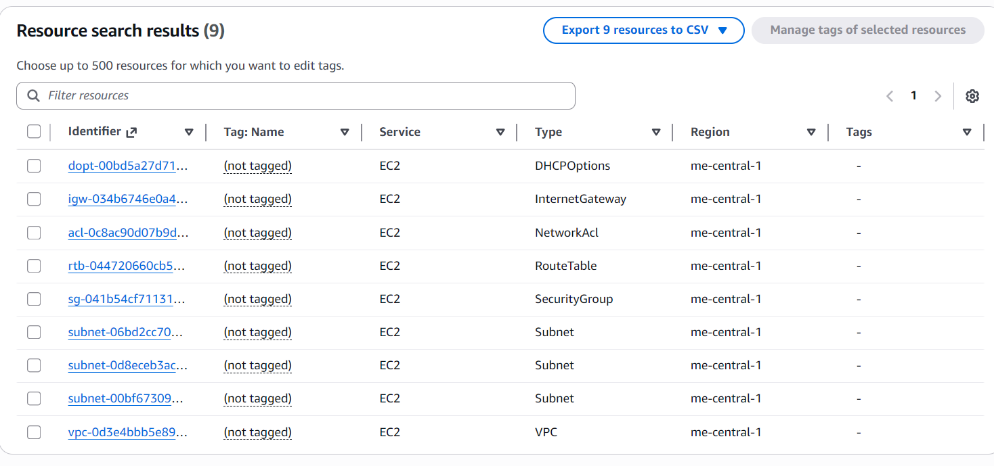 Resource search results (9)
Export 9 resources to CSV
Manage tags of selected resources
Choose up to 500 resources for which you want to edit tags.
Filter resources
1
Identifier Tag: Name Service Type Region Tags
dopt-00bd5a27d71... (not tagged) EC2 DHCPOptions me-central-1 -
igw-034b6746e0a4... (not tagged) EC2 InternetGateway me-central-1 -
acl-0c8ac90d07b9d... (not tagged) EC2 NetworkAcl me-central-1 -
rtb-044720660cb5... (not tagged) EC2 RouteTable me-central-1 -
sg-041b54cf71131... (not tagged) EC2 SecurityGroup me-central-1 -
subnet-06bd2cc70... (not tagged) EC2 Subnet me-central-1 -
subnet-0d8eceb3ac... (not tagged) EC2 Subnet me-central-1 -
subnet-00bf67309... (not tagged) EC2 Subnet me-central-1 -
vpc-0d3e4bbb5e89... (not tagged) EC2 VPC me-central-1 -